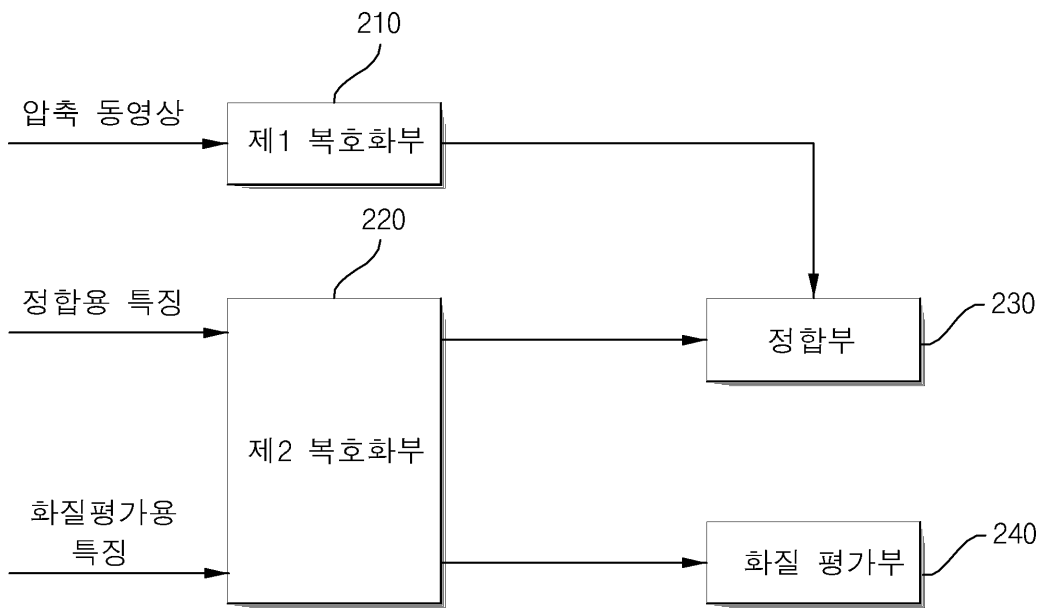 210
압축 동영상
제1 복호화부
220
정합용 특징
230
정합부
제2 복호화부
화질평가용
특징
240
화질 평가부